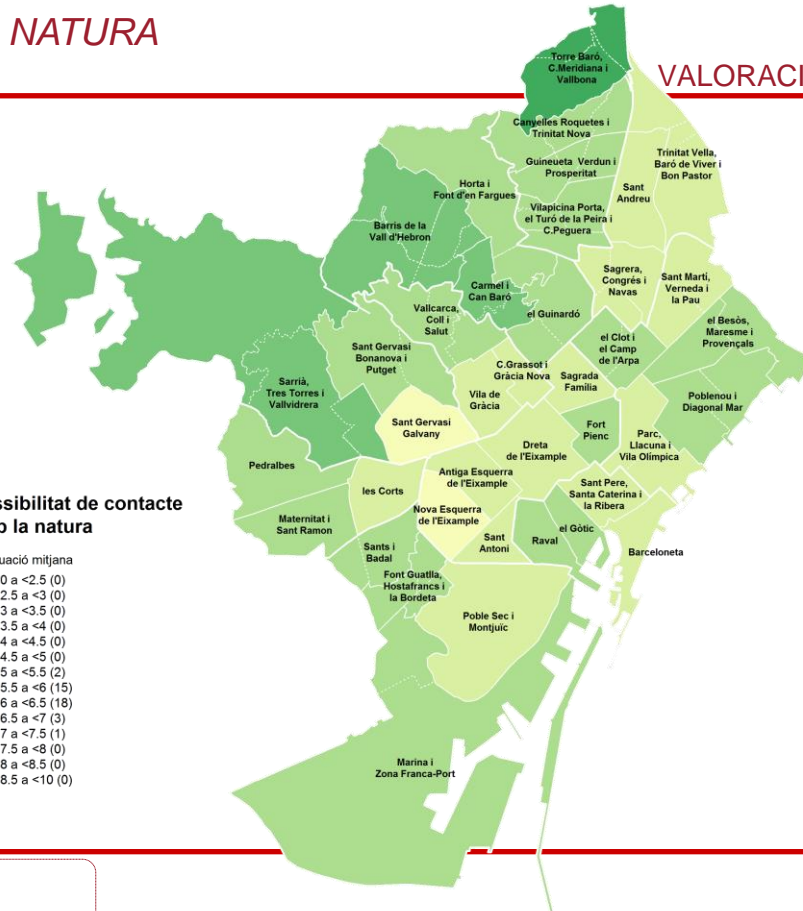 NATURA
VALORACI
Torre Baró,
C.Meridiana i
Vallbona
Canyelles Roquetes i
Trinitat Nova
Guineueta Verdun i
Prosperitat
Trinitat Vella,
Baró de Viver i
Bon Pastor
Sant
Andreu
Horta i
Font d'en Fargues
Vilapicina Porta,
el Turó de la Peira i
C.Peguera
Barris de la
Vall d'Hebron
Sagrera,
Congrés i
Navas
Sant Martí,
Verneda i
la Pau
Carmel i
Can Baró
Vallcarca,
Coll i
Salut
el Guinardó
el Besòs,
Maresme i
Provençals
el Clot i
el Camp
de l'Arpa
Sant Gervasi
Bonanova i
Putget
C.Grassot i
Gràcia Nova
Sagrada
Família
Sarrià,
Tres Torres i
Vallvidrera
Vila de
Gràcia
Poblenou i
Diagonal Mar
Sant Gervasi
Galvany
Fort
Pienc
Parc,
Llacuna i
Vila Olímpica
Dreta
de l'Eixample
Pedralbes
Antiga Esquerra
de l'Eixample
les Corts
Sant Pere,
Santa Caterina i
la Ribera
Nova Esquerra
de l'Eixample
Maternitat i
Sant Ramon
Sant
Antoni
Raval
el Gòtic
Barceloneta
Sants i
Badal
Font Guatlla,
Hostafrancs i
la Bordeta
Poble Sec i
Montjuïc
Marina i
Zona Franca-Port
ssibilitat de contacte
b la natura
uació mitjana
0 a <2.5 (0)
2.5 a <3 (0)
3 a <3.5 (0)
3.5 a <4 (0)
4 a <4.5 (0)
4.5 a <5 (0)
5 a <5.5 (2)
5.5 a <6 (15)
6 a <6.5 (18)
6.5 a <7 (3)
7 a <7.5 (1)
7.5 a <8 (0)
8 a <8.5 (0)
8.5 a <10 (0)